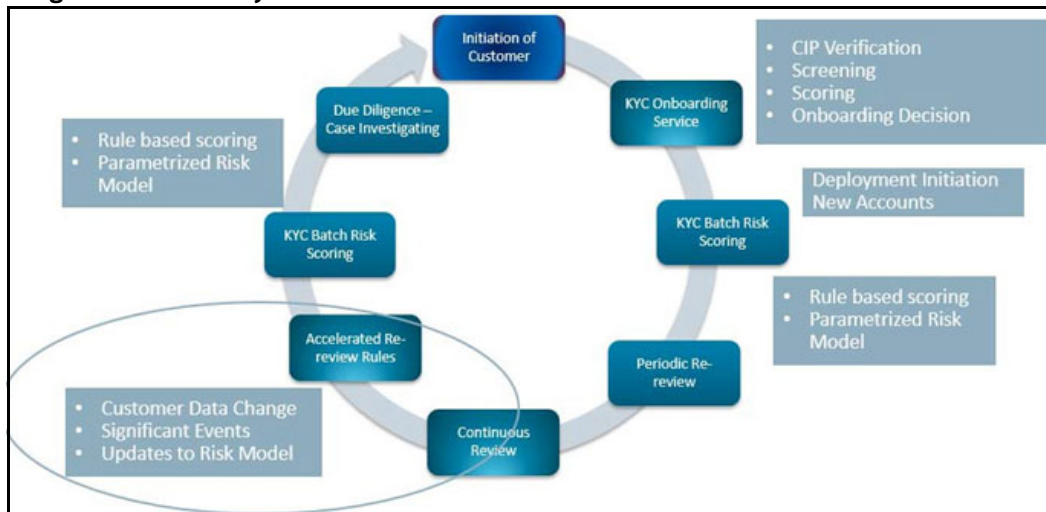 Initiation of
Customer
KYC Onboarding
Service
• CIP Verification
• Screening
• Scoring
• Onboarding Decision
Deployment Initiation
New Accounts
KYC Batch Risk
Scoring
• Rule based scoring
• Parametrized Risk
Model
Periodic Re-
review
Continuous
Review
Accelerated Re-
review Rules
• Customer Data Change
• Significant Events
• Updates to Risk Model
KYC Batch Risk
Scoring
• Rule based scoring
• Parametrized Risk
Model
Due Diligence –
Case Investigating